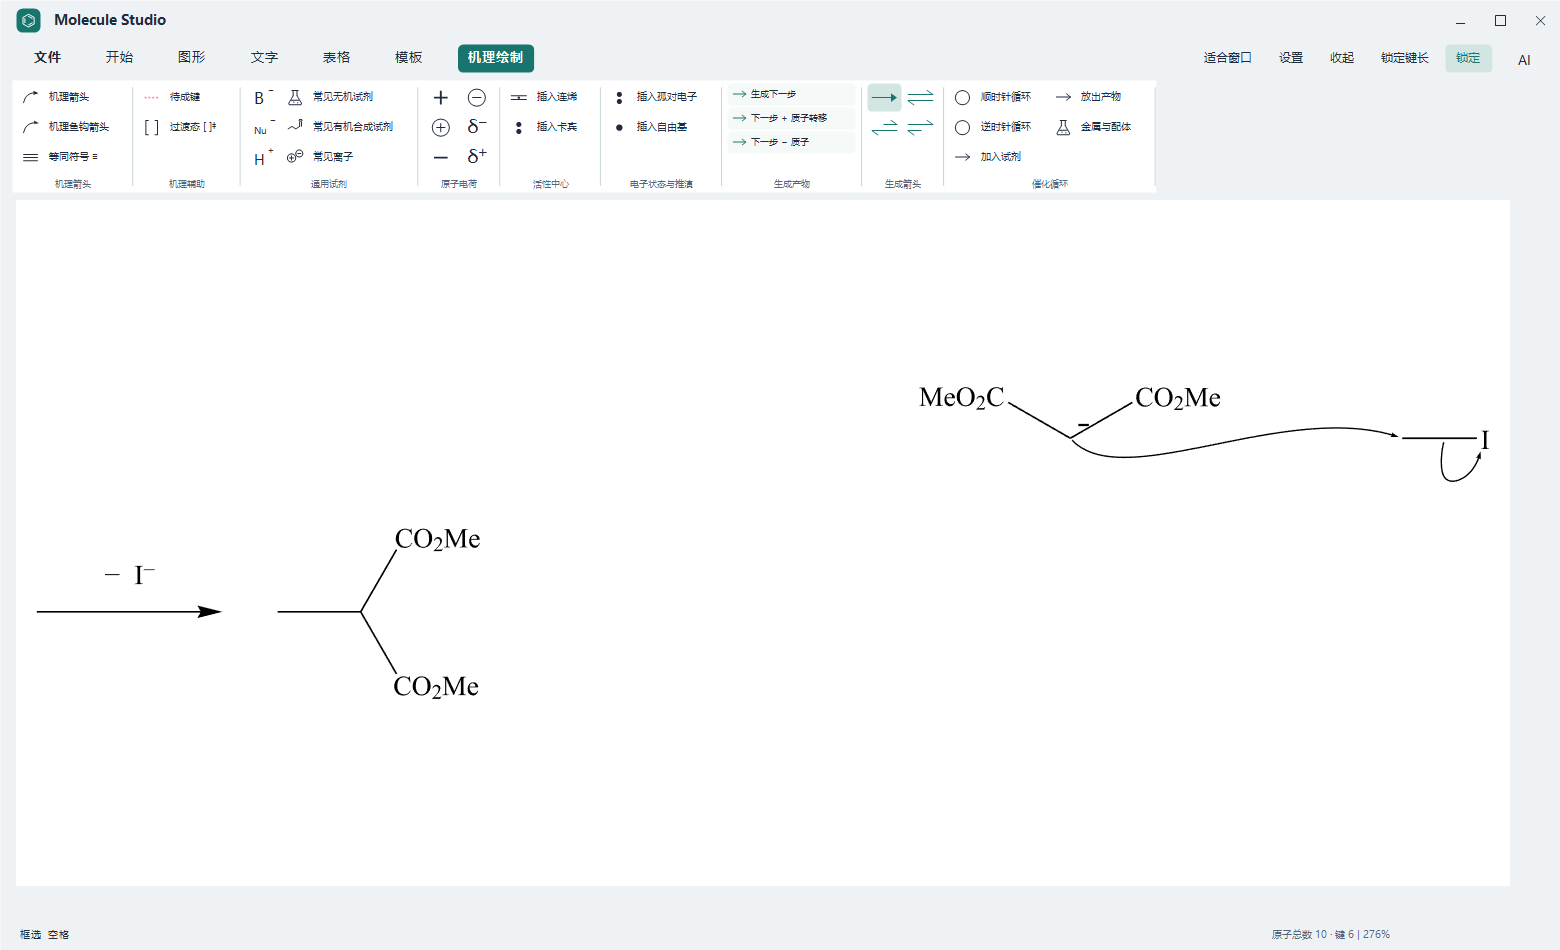 Molecule Studio
文件 开始 图形 文字 表格 模板 机理绘制 适合窗口 设置 收起 锁定键长 锁定 AI
机理箭头 待成键 B⁻ 常见无机试剂 插入连烯 插入孤对电子 生成下一步 顺时针循环 放出产物
机理鱼钩箭头 过渡态 [ ]‡ Nu⁻ 常见有机合成试剂 δ⁻ 插入卡宾 插入自由基 下一步 + 质子转移 逆时针循环 金属与配体
等同符号 ≡ H⁺ 常见离子 δ⁺ 下一步 − 质子 加入试剂
机理箭头 机理辅助 通用试剂 原子电荷 活性中心 电子状态与推演 生成产物 生成箭头 催化循环
MeO₂C CO₂Me
I
CO₂Me
− I⁻
CO₂Me
框选 空格 原子总数 10 · 键 6 | 276%